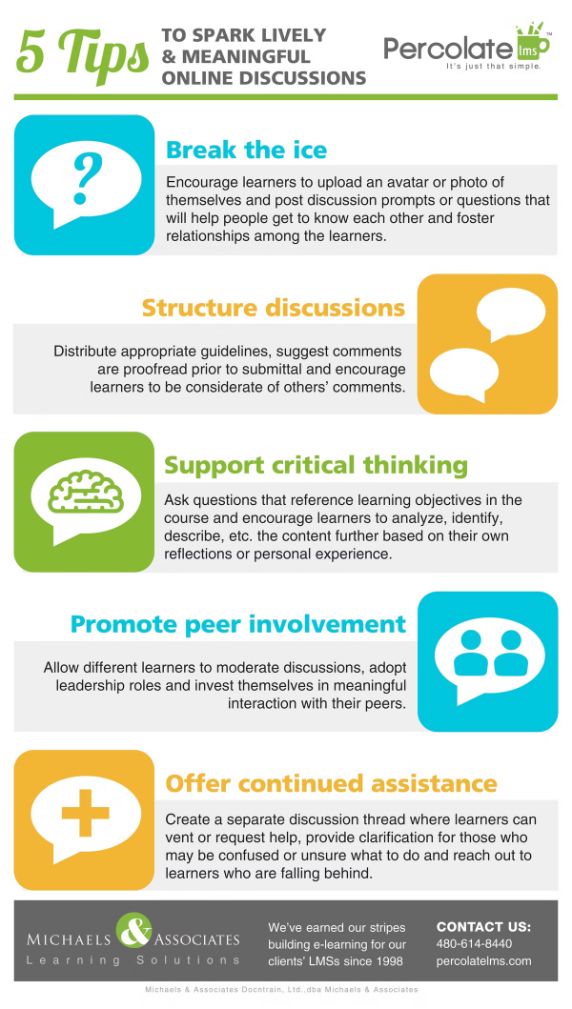 5 Tips
TO SPARK LIVELY
& MEANINGFUL
ONLINE DISCUSSIONS
Percolate lms™
It's just that simple.
?
Break the ice
Encourage learners to upload an avatar or photo of
themselves and post discussion prompts or questions that
will help people get to know each other and foster
relationships among the learners.
Structure discussions
Distribute appropriate guidelines, suggest comments
are proofread prior to submittal and encourage
learners to be considerate of others' comments.
Support critical thinking
Ask questions that reference learning objectives in the
course and encourage learners to analyze, identify,
describe, etc. the content further based on their own
reflections or personal experience.
Promote peer involvement
Allow different learners to moderate discussions, adopt
leadership roles and invest themselves in meaningful
interaction with their peers.
Offer continued assistance
Create a separate discussion thread where learners can
vent or request help, provide clarification for those who
may be confused or unsure what to do and reach out to
learners who are falling behind.
MICHAELS & ASSOCIATES
Learning Solutions
We've earned our stripes
building e-learning for our
clients' LMSs since 1998
CONTACT US:
480-614-8440
percolatelms.com
Michaels & Associates Docntrain, Ltd.,dba Michaels & Associates